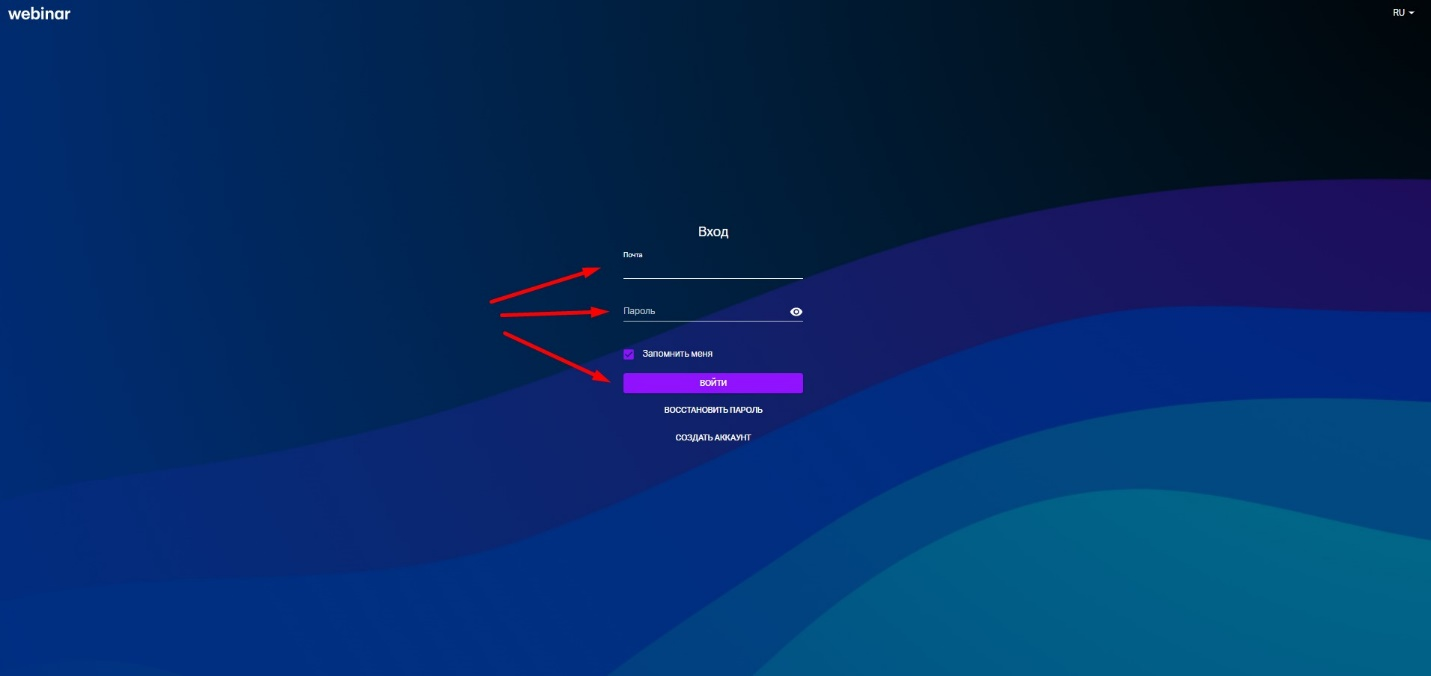 webinar
RU
Вход
Почта
Пароль
Запомнить меня
ВОЙТИ
ВОССТАНОВИТЬ ПАРОЛЬ
СОЗДАТЬ АККАУНТ